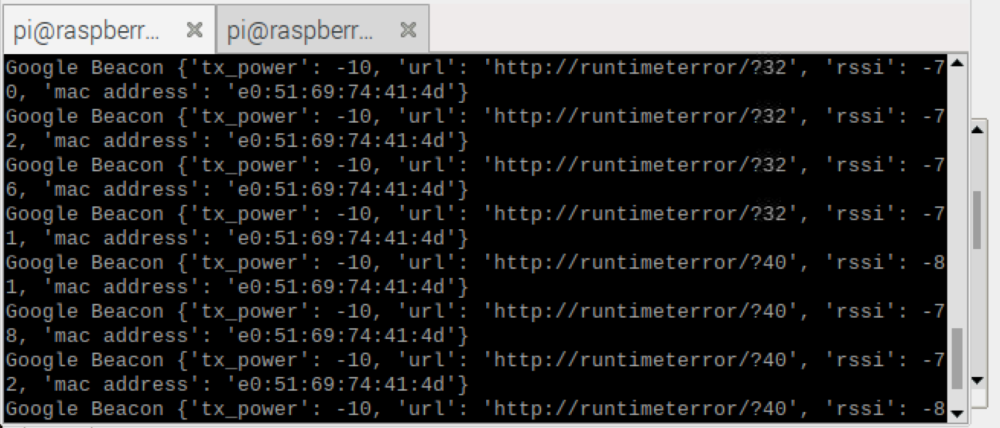 pi@raspberr... pi@raspberr...
Google Beacon {'tx_power': -10, 'url': 'http://runtimeterror/?32', 'rssi': -7
0, 'mac address': 'e0:51:69:74:41:4d'}
Google Beacon {'tx_power': -10, 'url': 'http://runtimeterror/?32', 'rssi': -7
2, 'mac address': 'e0:51:69:74:41:4d'}
Google Beacon {'tx_power': -10, 'url': 'http://runtimeterror/?32', 'rssi': -7
6, 'mac address': 'e0:51:69:74:41:4d'}
Google Beacon {'tx_power': -10, 'url': 'http://runtimeterror/?32', 'rssi': -7
1, 'mac address': 'e0:51:69:74:41:4d'}
Google Beacon {'tx_power': -10, 'url': 'http://runtimeterror/?40', 'rssi': -8
1, 'mac address': 'e0:51:69:74:41:4d'}
Google Beacon {'tx_power': -10, 'url': 'http://runtimeterror/?40', 'rssi': -7
8, 'mac address': 'e0:51:69:74:41:4d'}
Google Beacon {'tx_power': -10, 'url': 'http://runtimeterror/?40', 'rssi': -7
2, 'mac address': 'e0:51:69:74:41:4d'}
Google Beacon {'tx_power': -10, 'url': 'http://runtimeterror/?40', 'rssi': -8